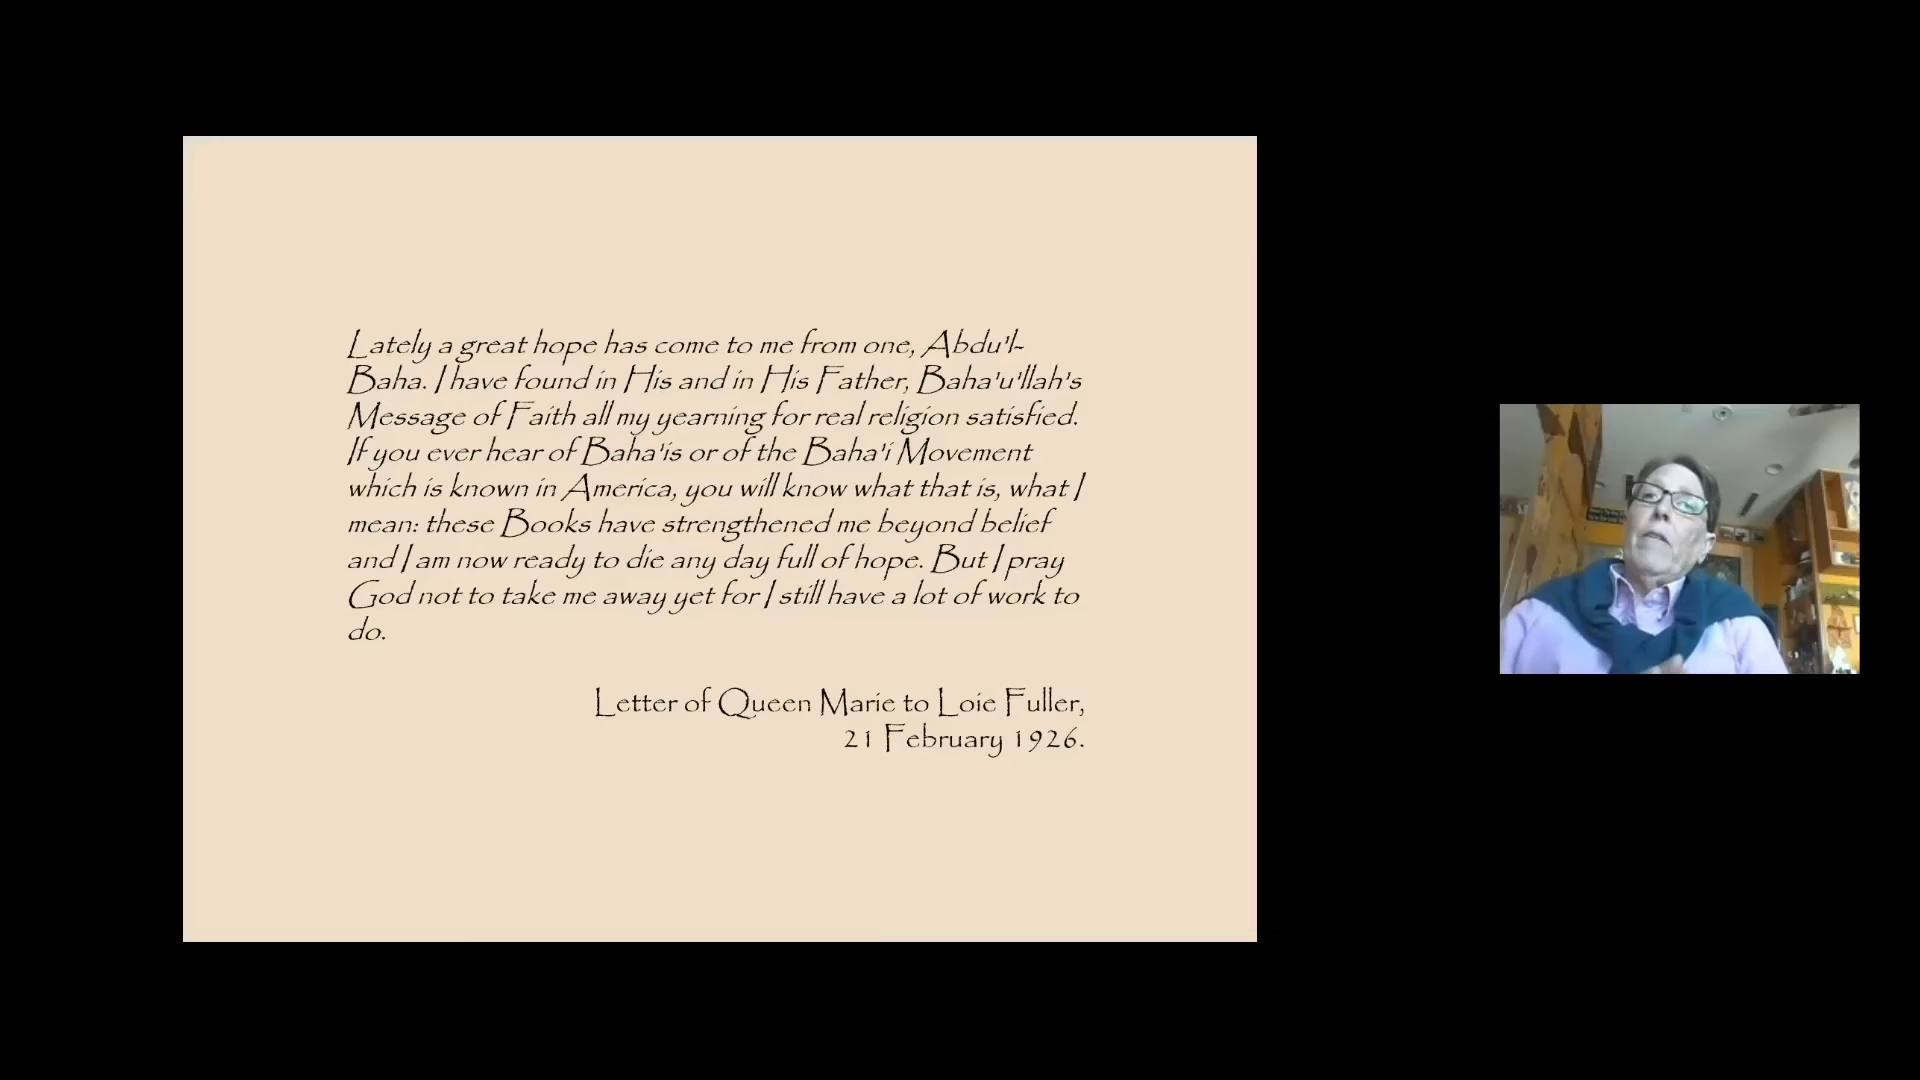 Lately a great hope has come to me from one, Abdu'l-
Baha. I have found in His and in His Father, Baha'u'llah's
Message of Faith all my yearning for real religion satisfied.
If you ever hear of Baha'is or of the Baha'i Movement
which is known in America, you will know what that is, what I
mean: these Books have strengthened me beyond belief
and I am now ready to die any day full of hope. But I pray
God not to take me away yet for I still have a lot of work to
do.
Letter of Queen Marie to Loie Fuller,
21 February 1926.